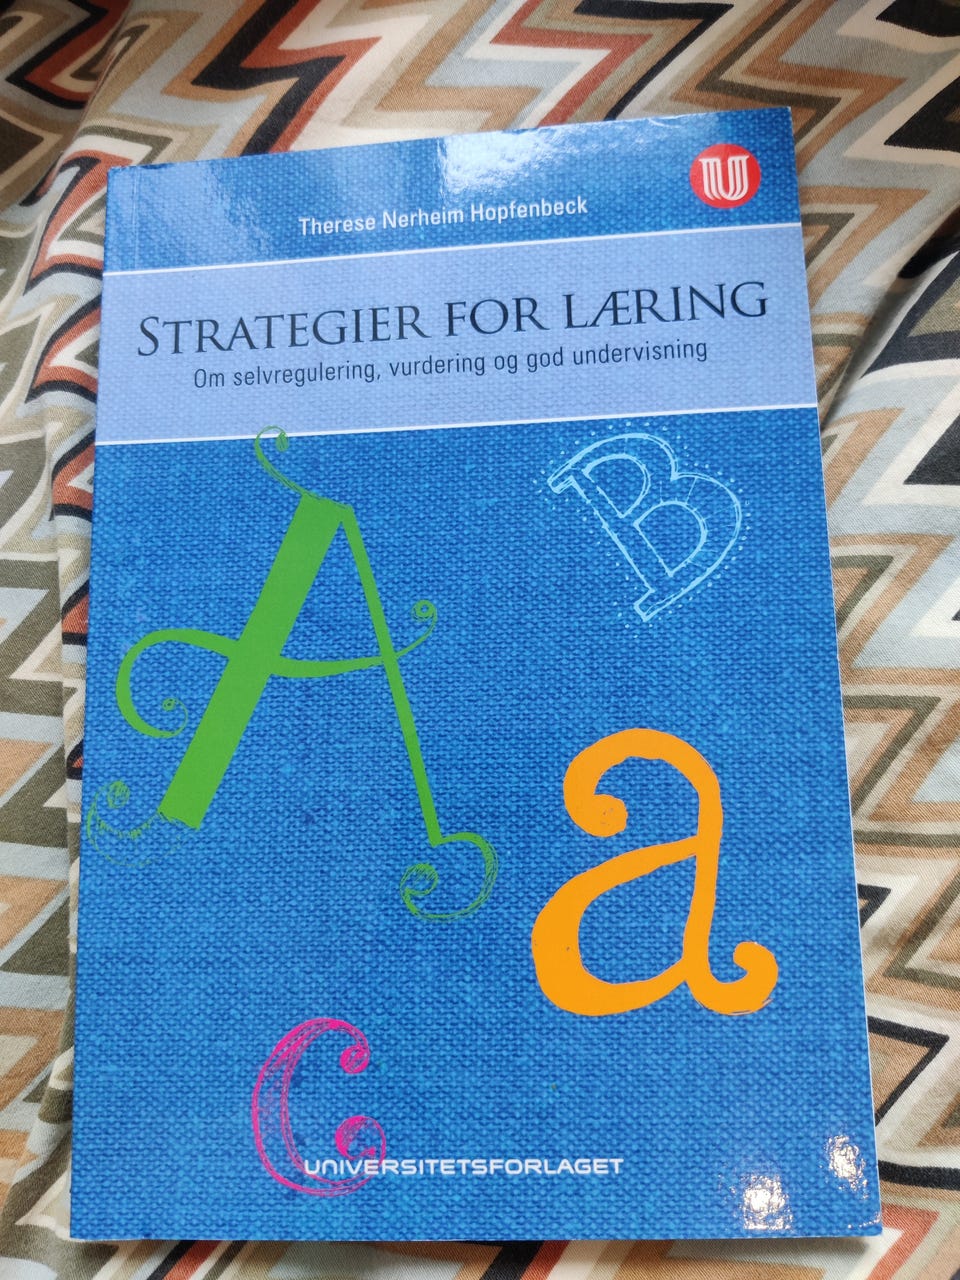 Therese Nerheim Hopfenbeck
STRATEGIER FOR LÆRING
Om selvregulering, vurdering og god undervisning
A
B
a
C
UNIVERSITETSFORLAGET